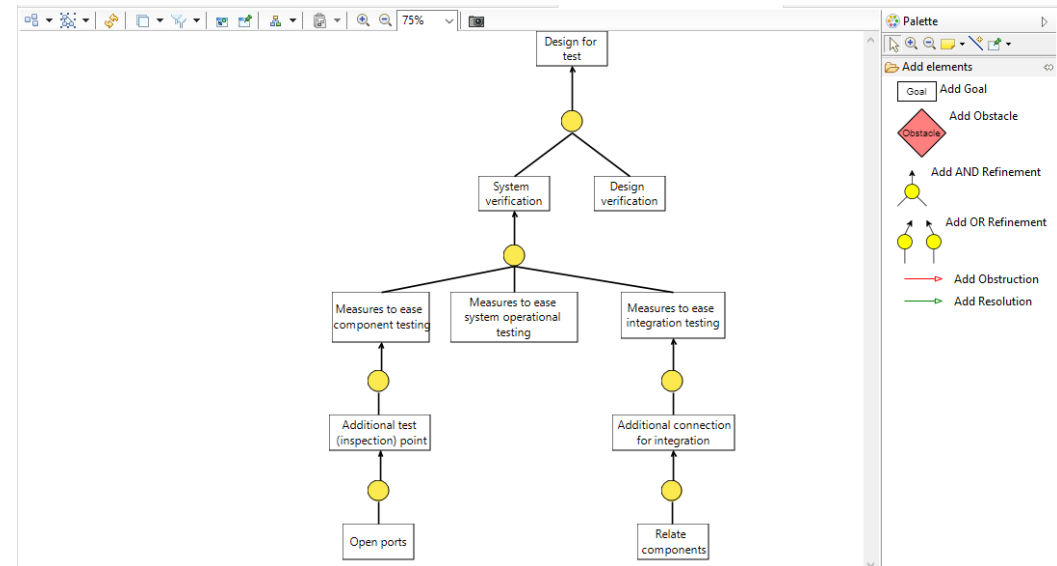 75%
Palette
Design for
test
Add elements
Goal
Add Goal
Obstacle
Add Obstacle
Add AND Refinement
Add OR Refinement
Add Obstruction
Add Resolution
System
verification
Design
verification
Measures to ease
component testing
Measures to ease
system operational
testing
Measures to ease
integration testing
Additional test
(inspection) point
Additional connection
for integration
Open ports
Relate
components